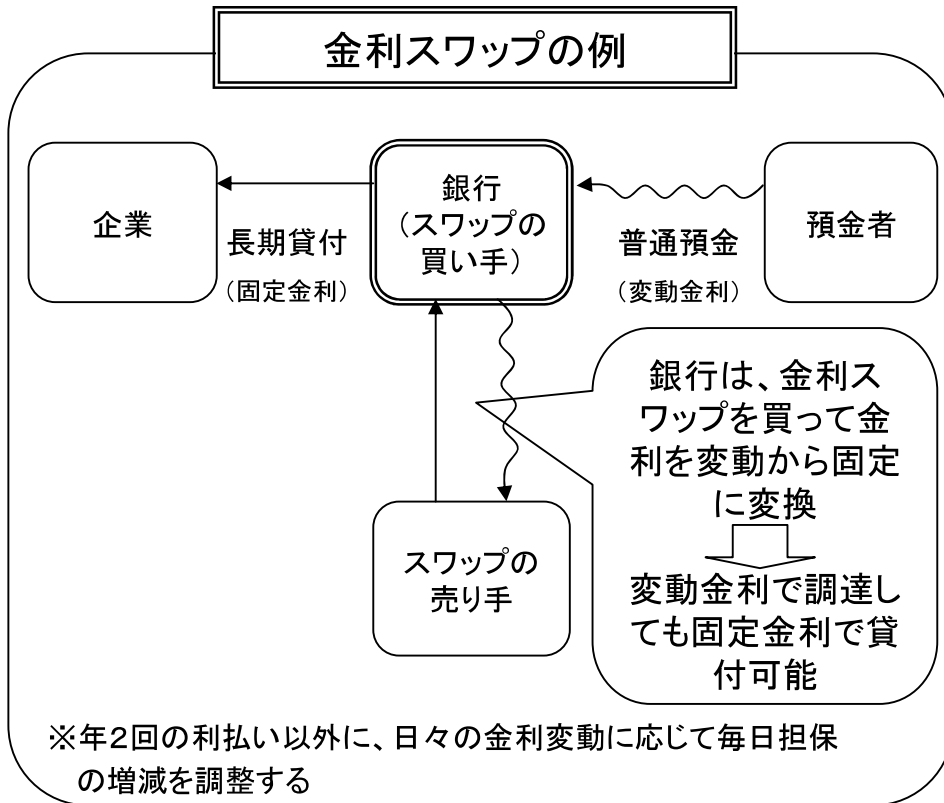 金利スワップの例
企業
長期貸付
（固定金利）
銀行
（スワップの
買い手）
普通預金
（変動金利）
預金者
スワップの
売り手
銀行は、金利ス
ワップを買って金
利を変動から固定
に変換
変動金利で調達し
ても固定金利で貸
付可能
※年２回の利払い以外に、日々の金利変動に応じて毎日担保
の増減を調整する